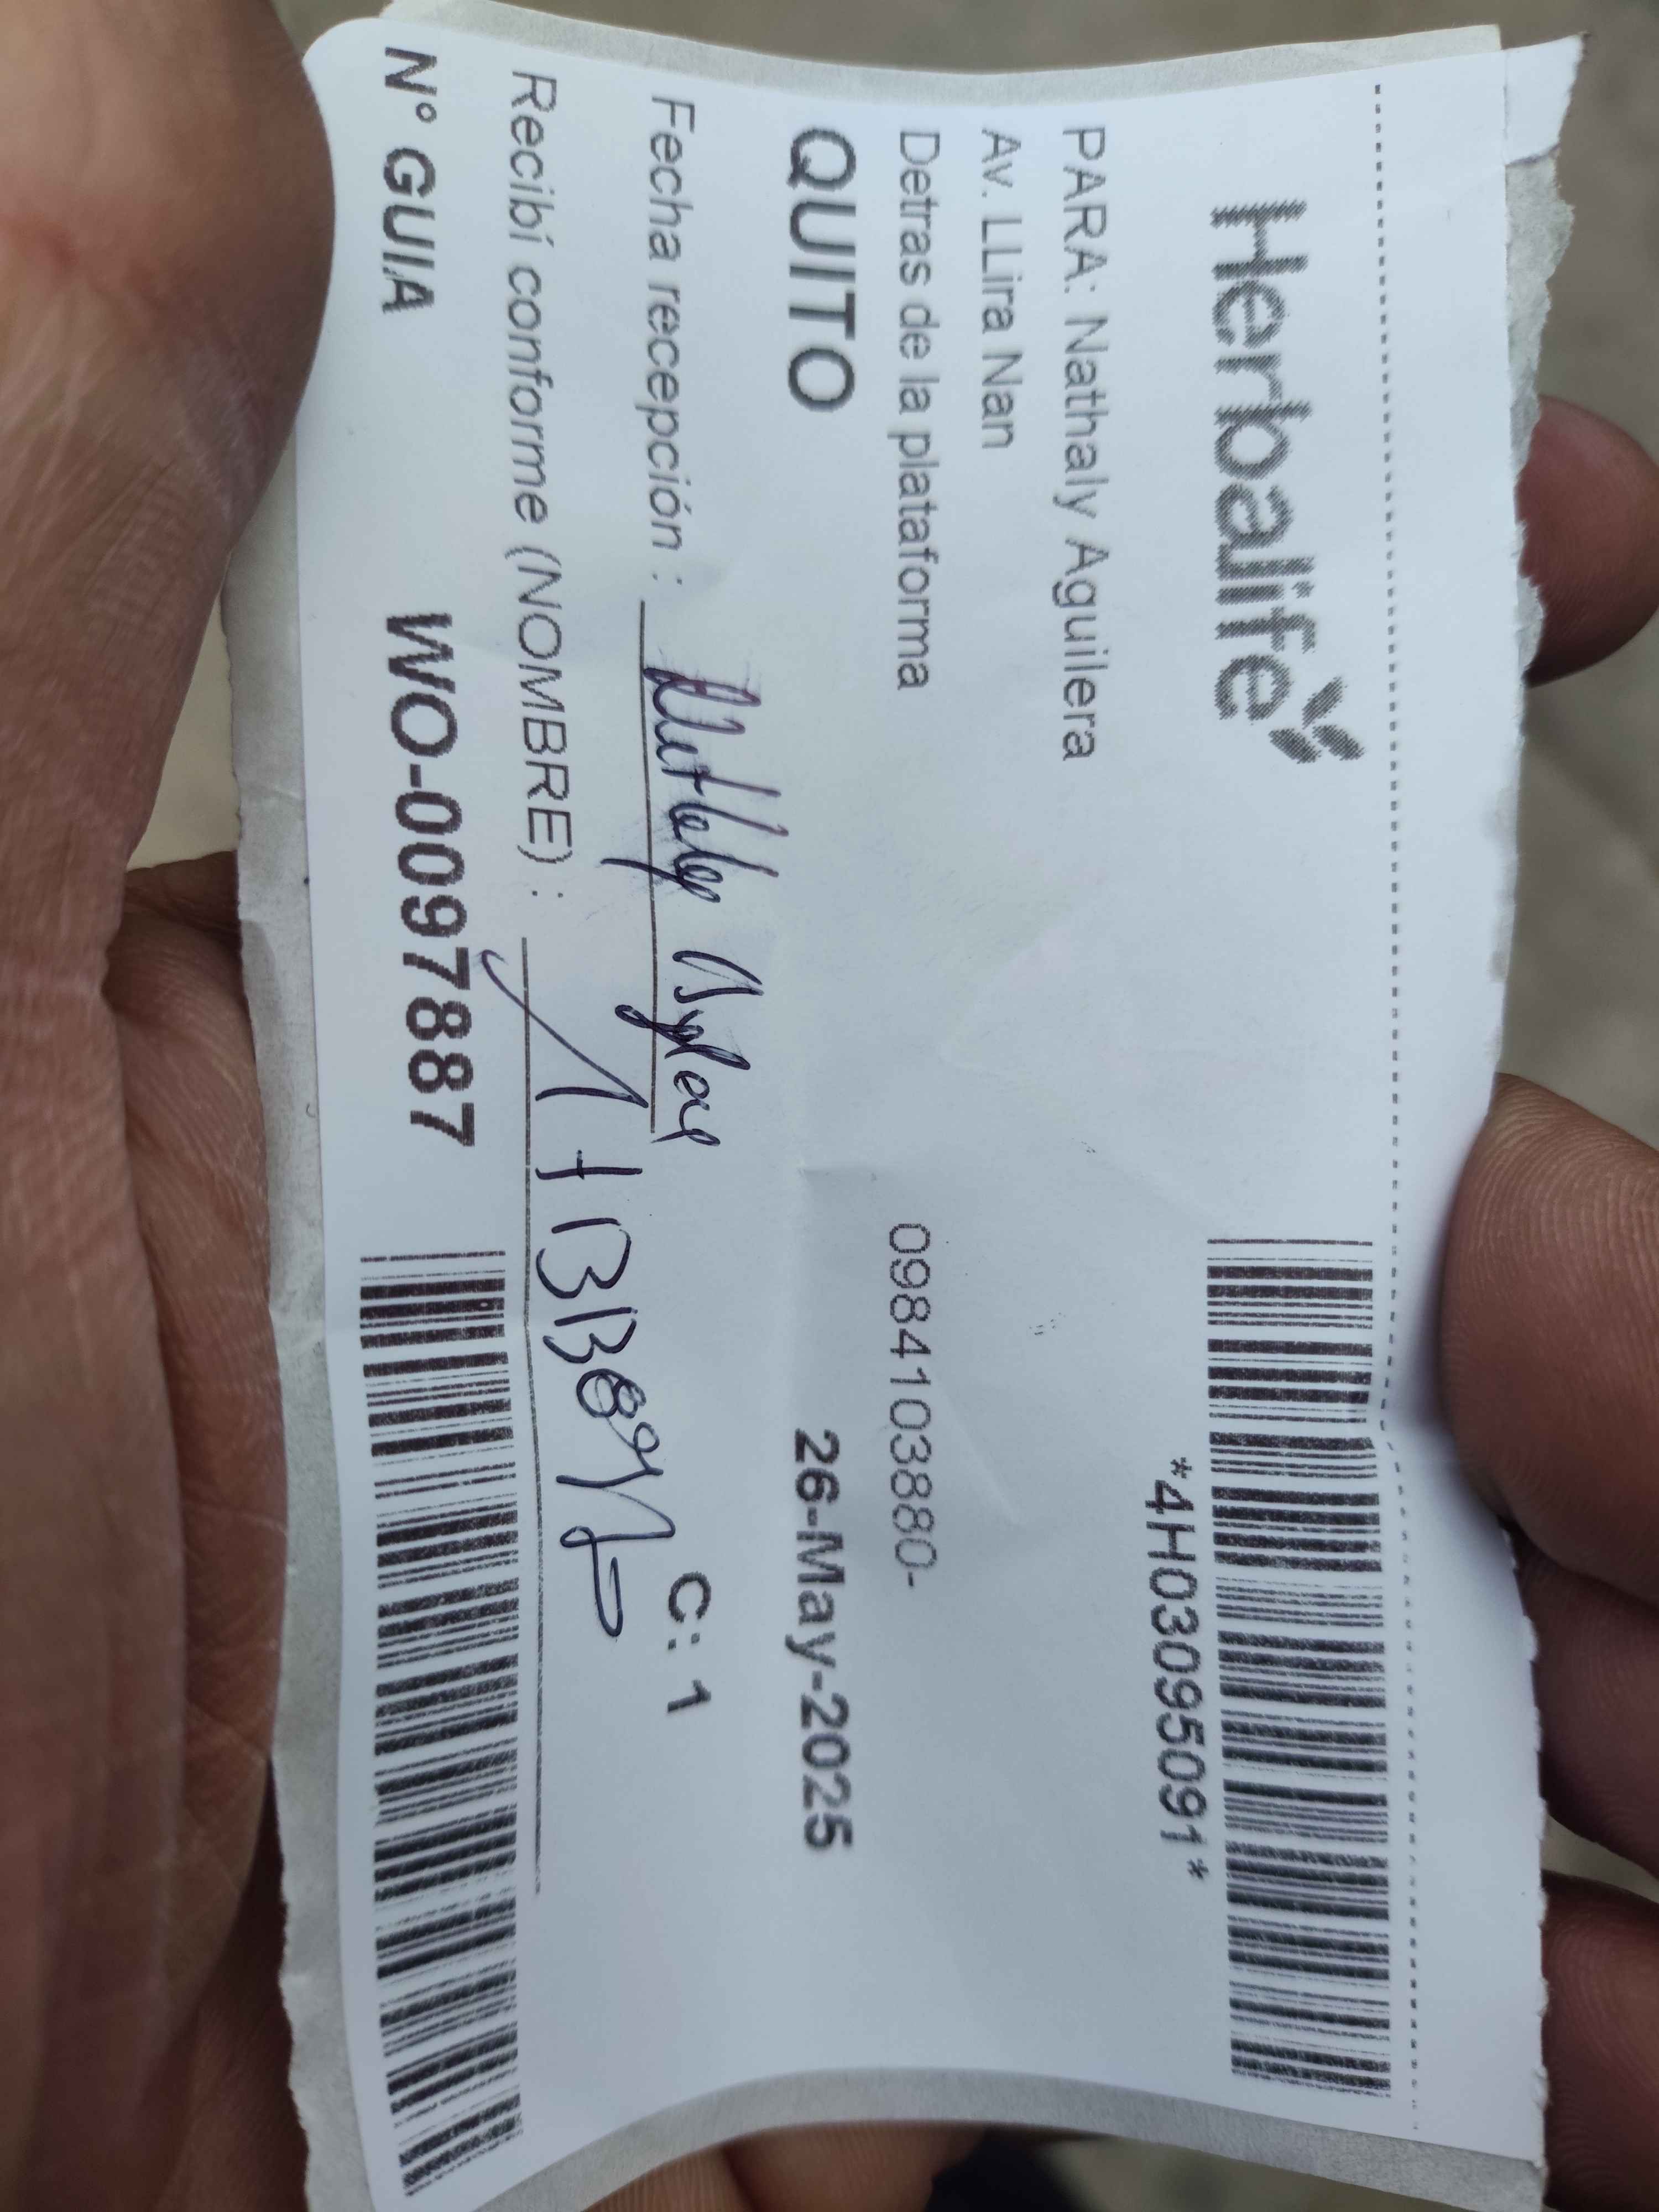 Herbalife
*4H03095091*
PARA: Nathaly Aguilera
Av. LLira Nan
Detras de la plataforma 0984103880-
QUITO 26-May-2025
Fecha recepción : C: 1
Recibí conforme (NOMBRE) :
N° GUIA WO-0097887